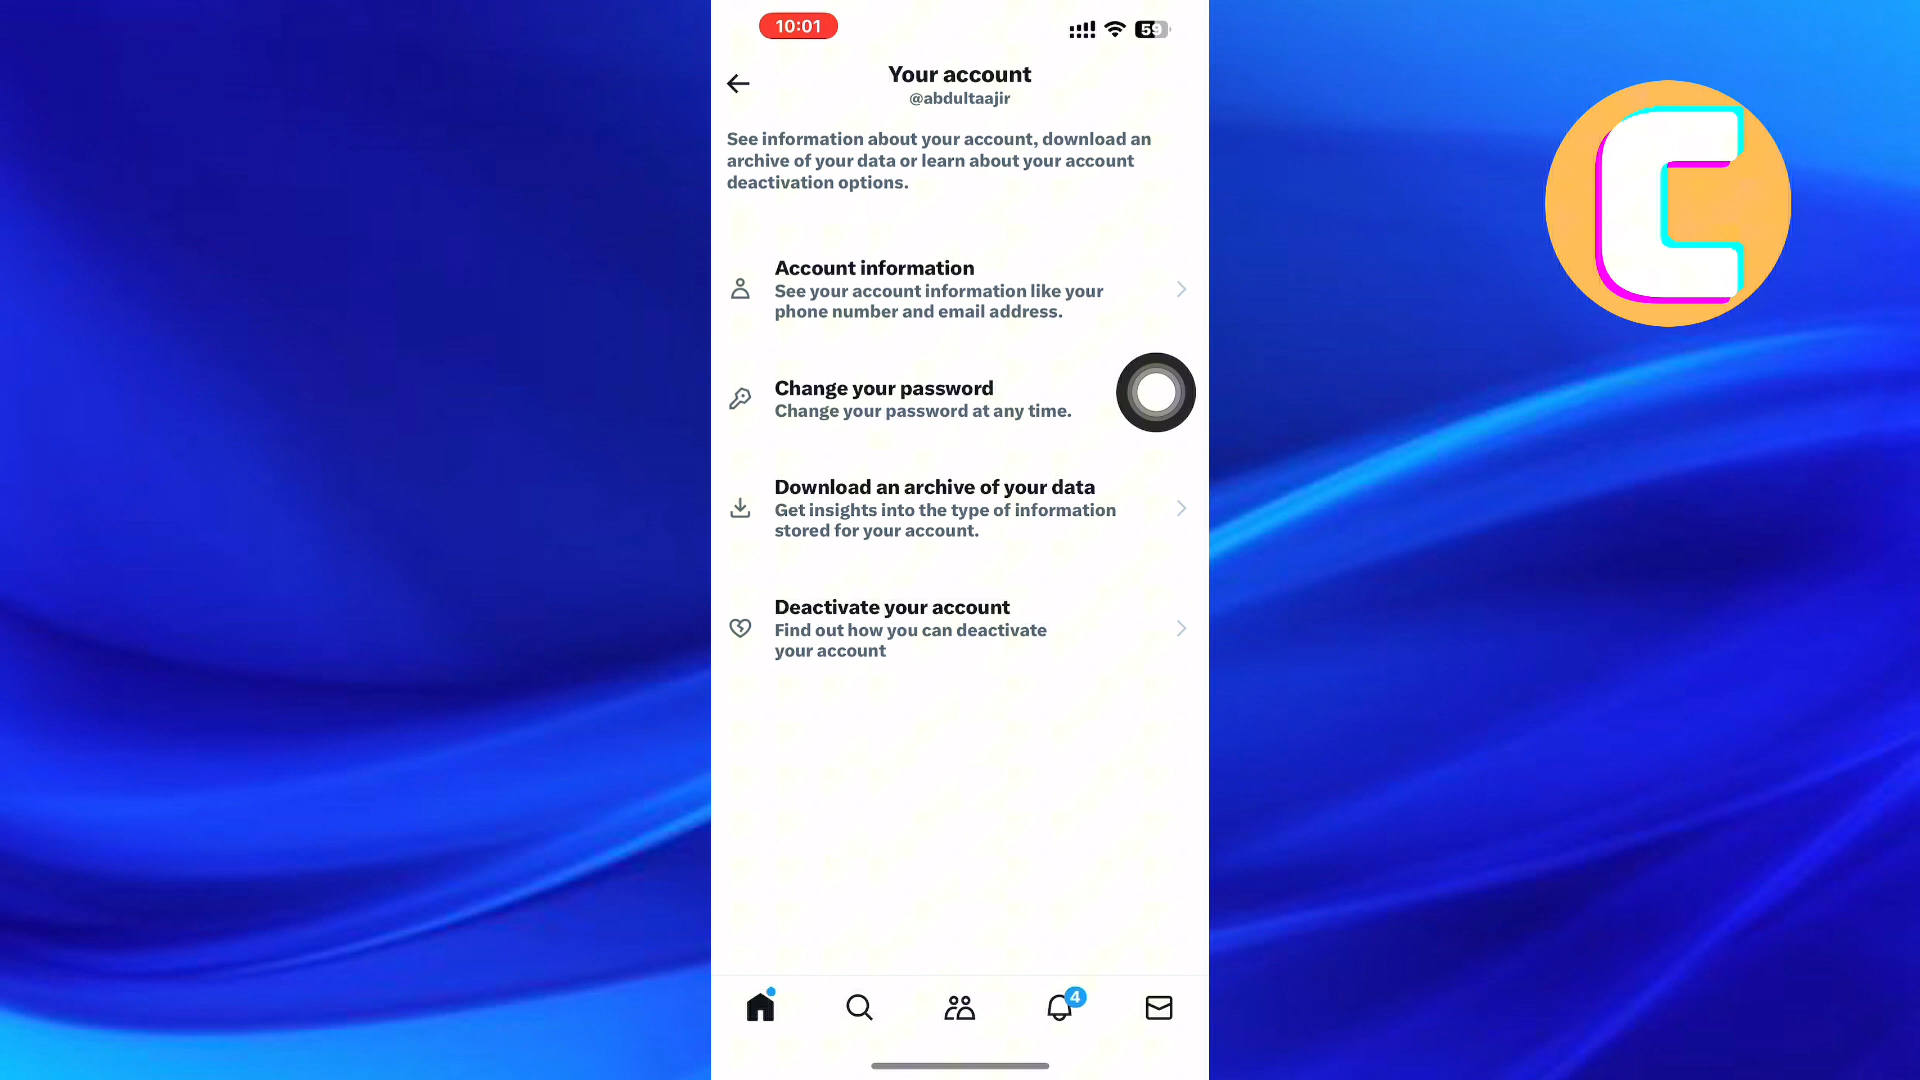 10:01
59
Your account
@abdultaajir
See information about your account, download an
archive of your data or learn about your account
deactivation options.
Account information
See your account information like your
phone number and email address.
Change your password
Change your password at any time.
Download an archive of your data
Get insights into the type of information
stored for your account.
Deactivate your account
Find out how you can deactivate
your account
4
C